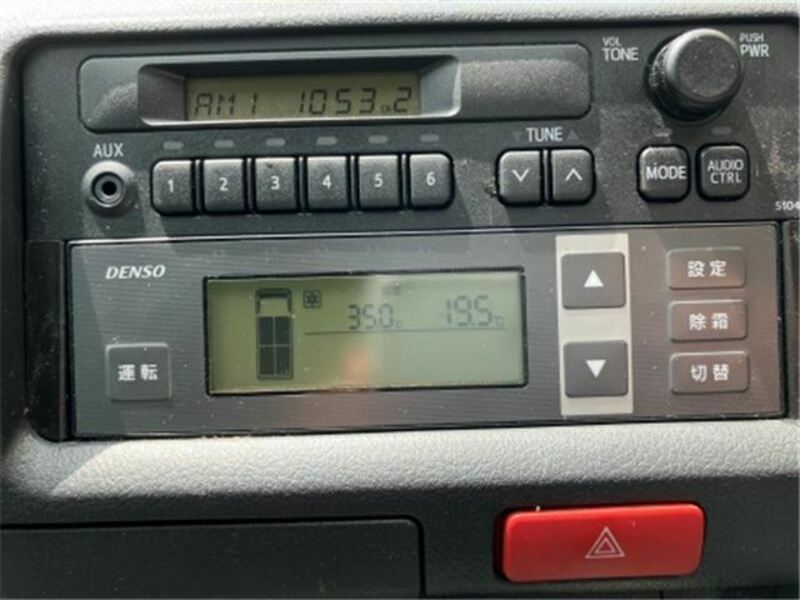 VOL
TONE
PUSH
PWR
AM1 1053
AUX
TUNE
1 2 3 4 5 6
MODE
AUDIO
CTRL
5104
DENSO
設定
35.0℃ 19.5℃
除霜
運転
切替